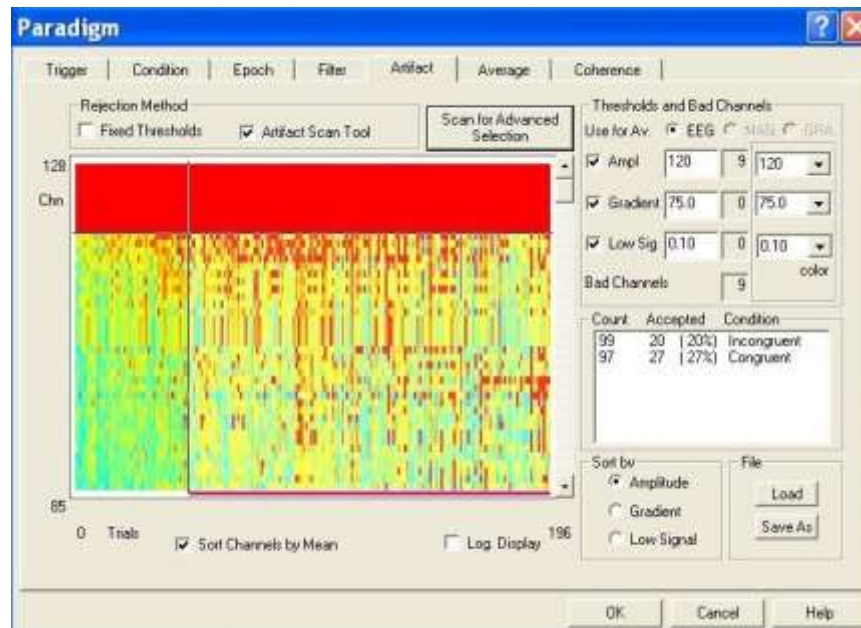 Paradigm
Trigger Condition Epoch Filter Artifact Average Coherence
Rejection Method
Fixed Thresholds Artifact Scan Tool
Scan for Advanced
Selection
Thresholds and Bad Channels
Use for Av. EEG MAG GRA
Ampl 120 9 120
Gradient 75.0 0 75.0
Low Sig 0.10 0 0.10
color
Bad Channels 9
128
Chn
85
0 Trials 196
Sort Channels by Mean Log. Display
Count Accepted Condition
99 20 (20%) Incongruent
97 27 (27%) Congruent
Sort by
Amplitude
Gradient
Low Signal
File
Load
Save As
OK Cancel Help